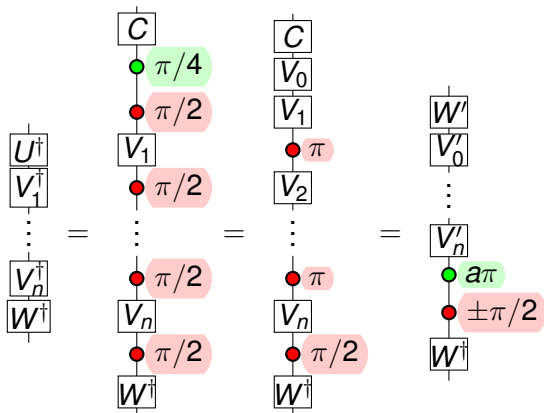 U†
V₁†
⋮
Vₙ†
W†
=
C
π/4
π/2
V₁
π/2
⋮
π/2
Vₙ
π/2
W†
=
C
V₀
V₁
π
V₂
⋮
π
Vₙ
π/2
W†
=
W′
V₀′
⋮
Vₙ′
aπ
±π/2
W†